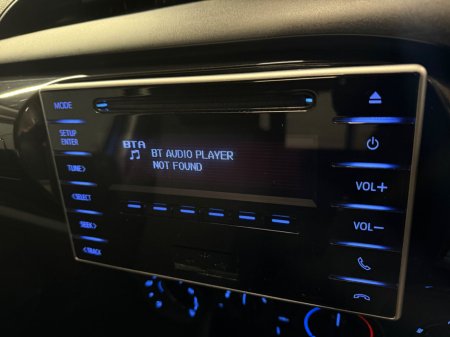 MODE
SETUP
ENTER
TUNE>
<SELECT
SEEK>
<TRACK
BTA
BT AUDIO PLAYER
NOT FOUND
VOL+
VOL-